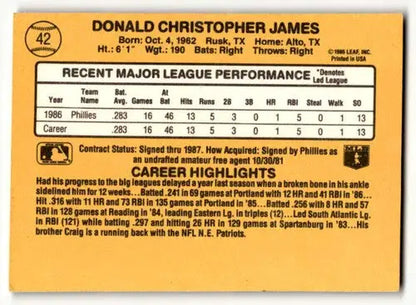 42
DONALD CHRISTOPHER JAMES
Born: Oct. 4, 1962 Rusk, TX Home: Alto, TX
Ht.: 6'1" Wgt.: 190 Bats: Right Throws: Right
©1986 LEAF, INC.
Printed in USA
RECENT MAJOR LEAGUE PERFORMANCE *Denotes Led League
Year Team Name Bat. Avg. Games At Bat Hits Runs 2B 3B HR RBI Steal Walk SO
1986 Phillies .283 16 46 13 5 3 0 1 5 0 1 13
Career .283 16 46 13 5 3 0 1 5 0 1 13
Contract Status: Signed thru 1987. How Acquired: Signed by Phillies as
an undrafted amateur free agent 10/30/81
CAREER HIGHLIGHTS
Had his progress to the big leagues delayed a year last season when a broken bone in his ankle
sidelined him for 12 weeks...Batted .241 in 69 games at Portland with 12 HR and 41 RBI in '86...
Hit .316 with 11 HR and 73 RBI in 135 games at Portland in '85...Batted .256 with 8 HR and 57
RBI in 128 games at Reading in '84, leading Eastern Lg. in triples (12)...Led South Atlantic Lg.
in RBI (121) while batting .297 and hitting 26 HR in 129 games at Spartanburg in '83...His
brother Craig is a running back with the NFL N.E. Patriots.